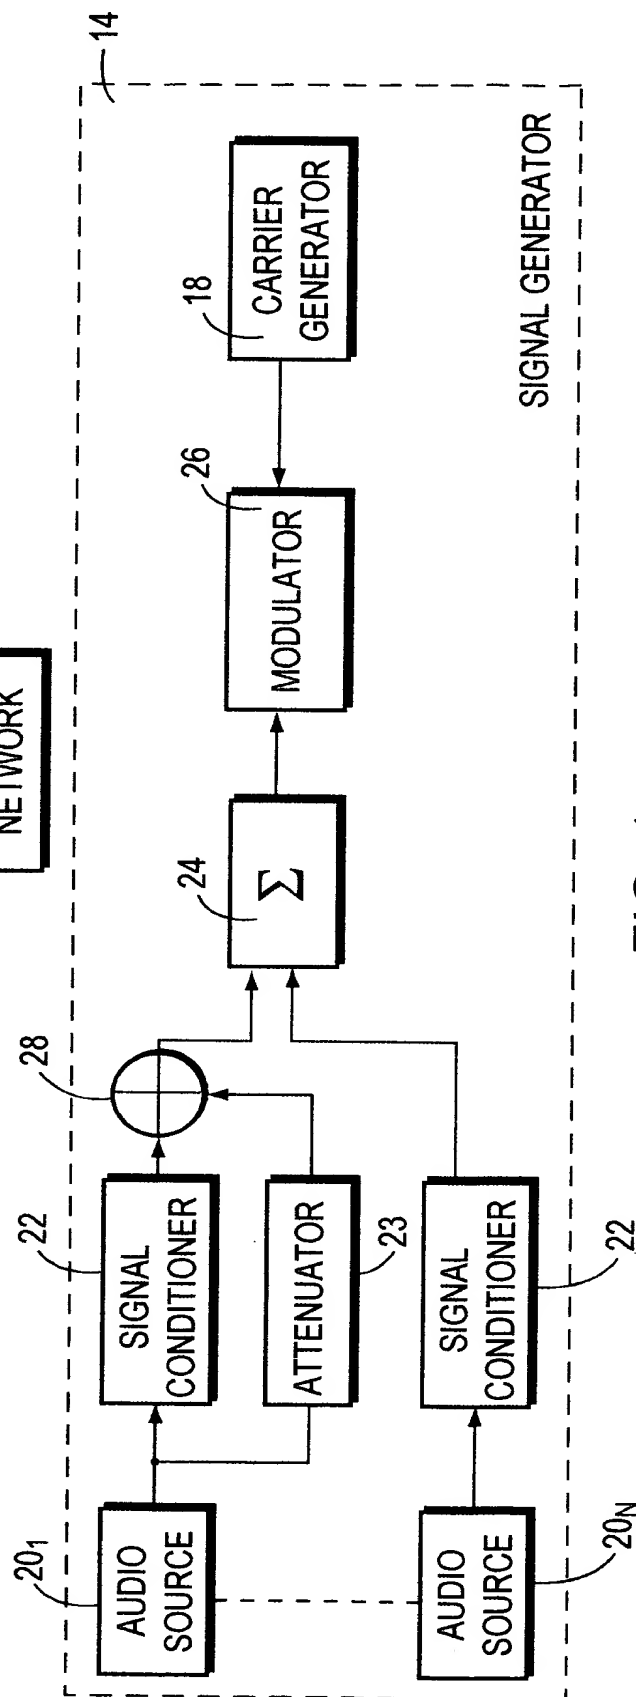 NETWORK
14
SIGNAL GENERATOR
20₁
AUDIO
SOURCE
22
SIGNAL
CONDITIONER
28
23
ATTENUATOR
24
Σ
26
MODULATOR
18
CARRIER
GENERATOR
20N
AUDIO
SOURCE
22
SIGNAL
CONDITIONER